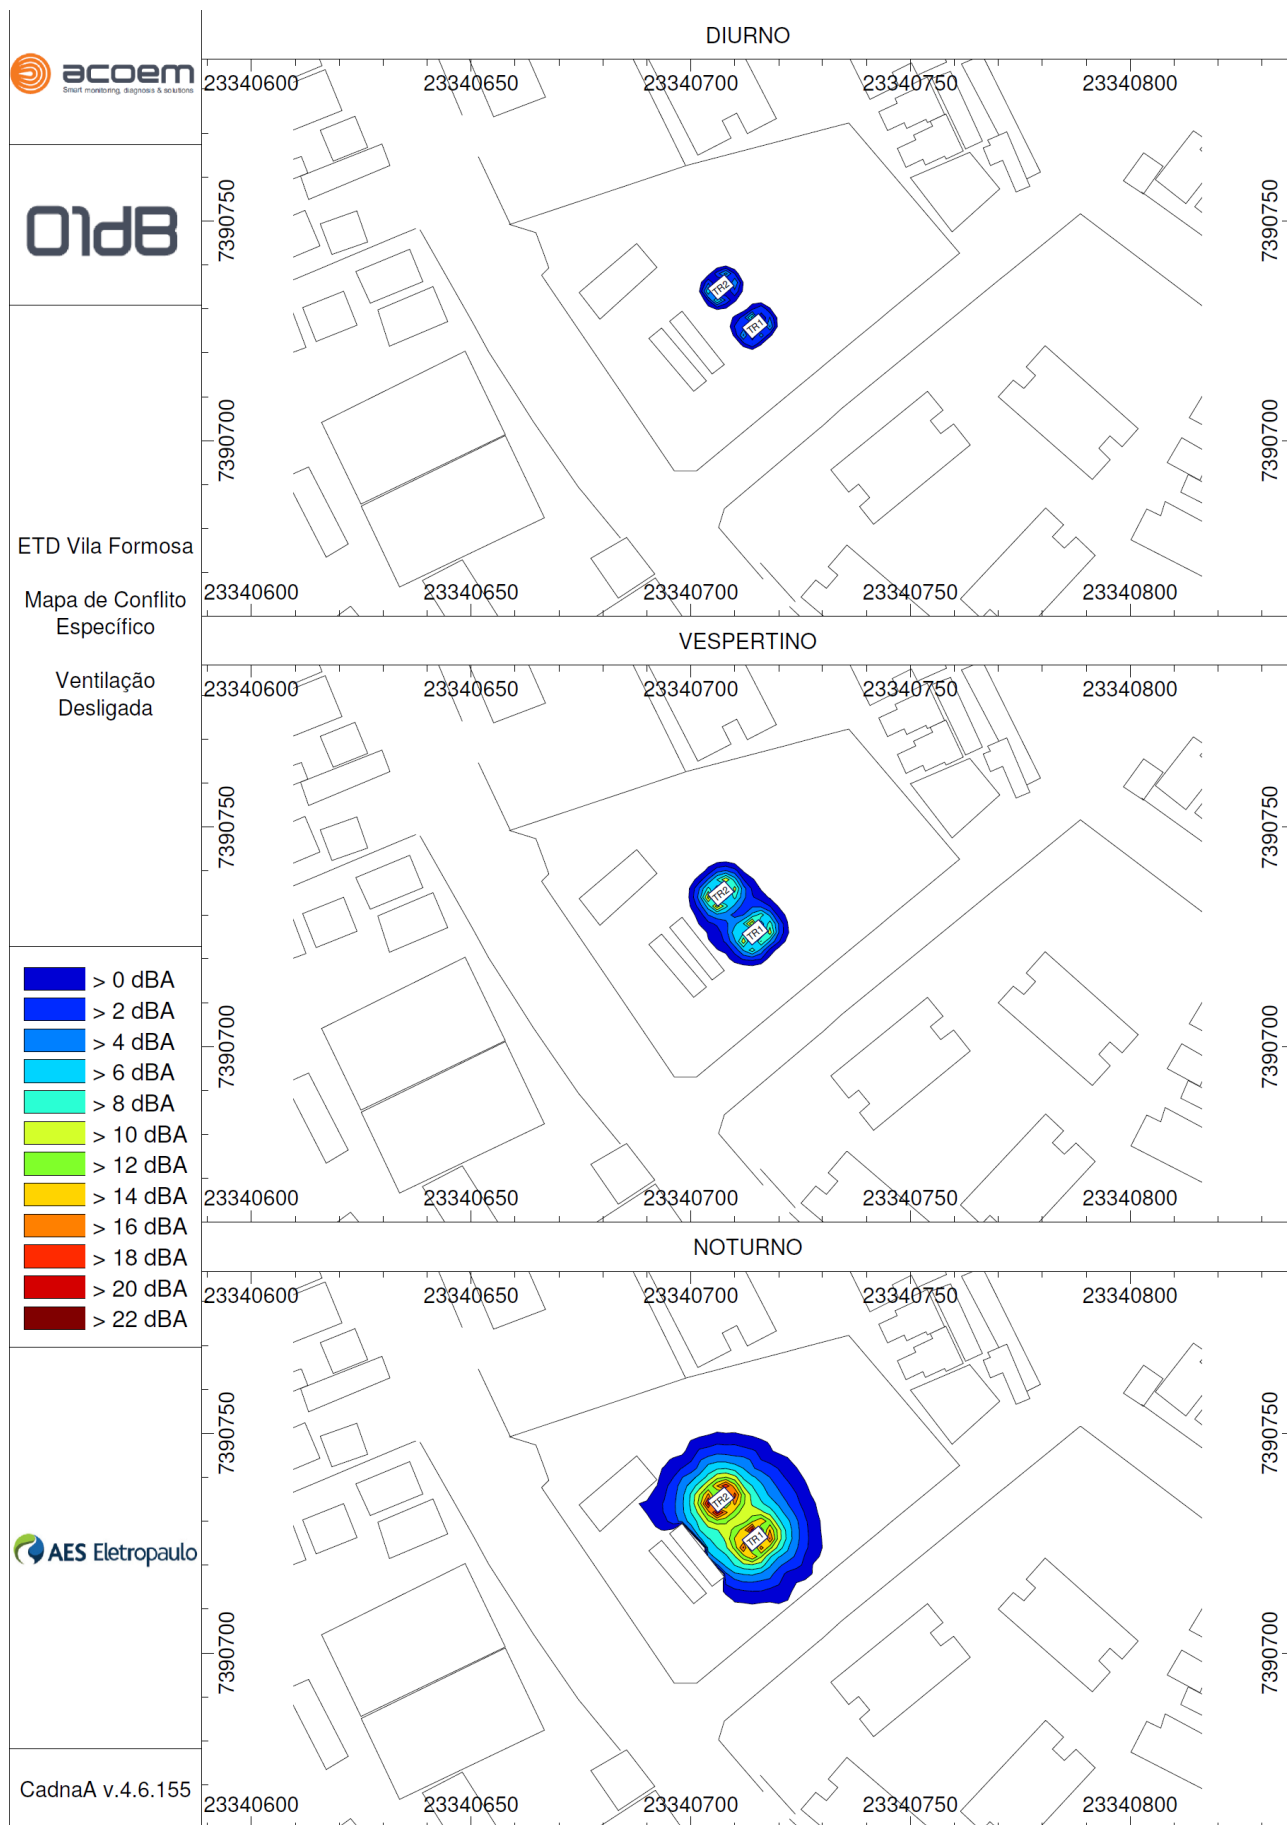 acoem
Smart monitoring, diagnosis & solutions
01dB
ETD Vila Formosa
Mapa de Conflito
Específico
Ventilação
Desligada
> 0 dBA
> 2 dBA
> 4 dBA
> 6 dBA
> 8 dBA
> 10 dBA
> 12 dBA
> 14 dBA
> 16 dBA
> 18 dBA
> 20 dBA
> 22 dBA
AES Eletropaulo
CadnaA v.4.6.155
DIURNO
23340600 23340650 23340700 23340750 23340800
7390750 7390750
TR2
TR1
7390700 7390700
23340600 23340650 23340700 23340750 23340800
VESPERTINO
23340600 23340650 23340700 23340750 23340800
7390750 7390750
TR2
TR1
7390700 7390700
23340600 23340650 23340700 23340750 23340800
NOTURNO
23340600 23340650 23340700 23340750 23340800
7390750 7390750
TR2
TR1
7390700 7390700
23340600 23340650 23340700 23340750 23340800